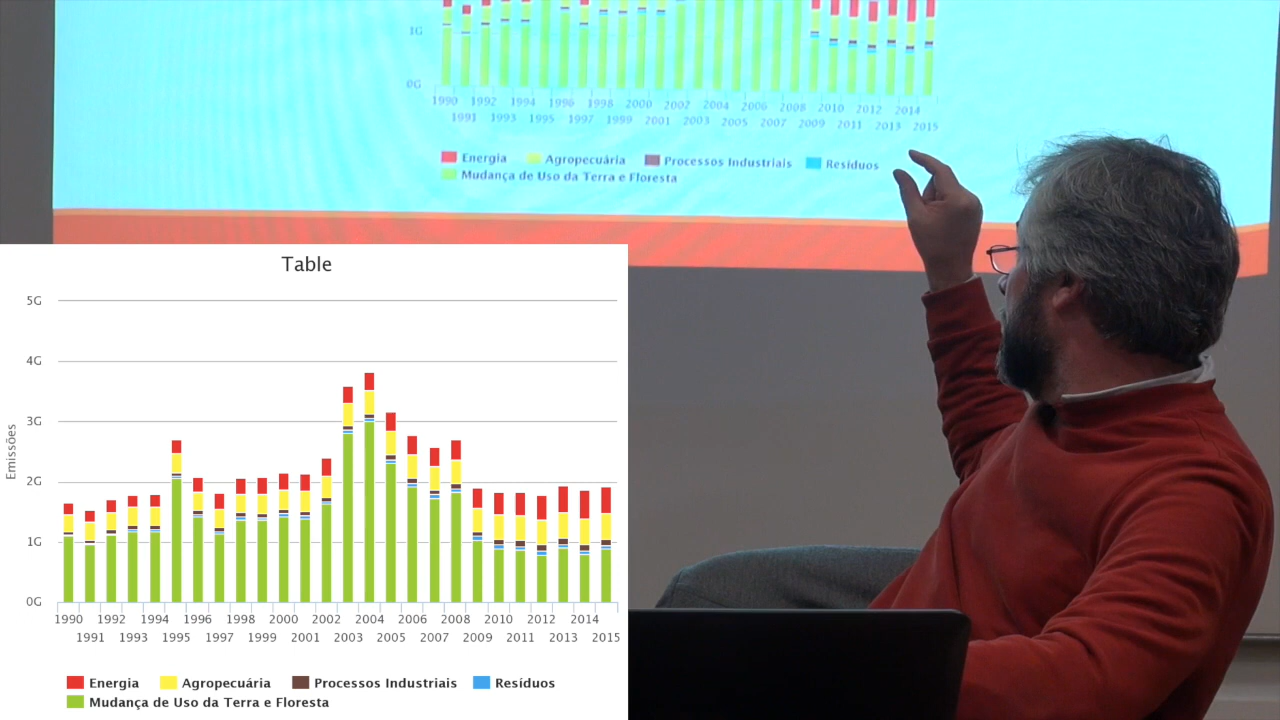 1G
0G
1990 1992 1994 1996 1998 2000 2002 2004 2006 2008 2010 2012 2014
1991 1993 1995 1997 1999 2001 2003 2005 2007 2009 2011 2013 2015
Energia Agropecuária Processos Industriais Resíduos
Mudança de Uso da Terra e Floresta
Table
5G
4G
3G
2G
1G
0G
Emissões
1990 1992 1994 1996 1998 2000 2002 2004 2006 2008 2010 2012 2014
1991 1993 1995 1997 1999 2001 2003 2005 2007 2009 2011 2013 2015
Energia Agropecuária Processos Industriais Resíduos
Mudança de Uso da Terra e Floresta